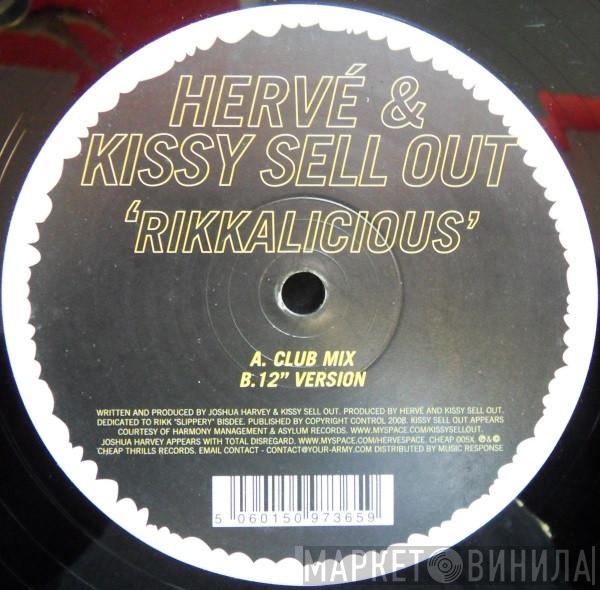 HERVÉ &
KISSY SELL OUT
‘RIKKALICIOUS’
A. CLUB MIX
B.12” VERSION
WRITTEN AND PRODUCED BY JOSHUA HARVEY & KISSY SELL OUT. PRODUCED BY HERVÉ AND KISSY SELL OUT.
DEDICATED TO RIKK "SLIPPERY" BISDEE. PUBLISHED BY COPYRIGHT CONTROL 2008. KISSY SELL OUT APPEARS
COURTESY OF HARMONY MANAGEMENT & ASYLUM RECORDS. WWW.MYSPACE.COM/KISSYSELLOUT.
JOSHUA HARVEY APPEARS WITH TOTAL DISREGARD. WWW.MYSPACE.COM/HERVESPACE. CHEAP 005X. ℗&©
CHEAP THRILLS RECORDS. EMAIL CONTACT - CONTACT@YOUR-ARMY.COM DISTRIBUTED BY MUSIC RESPONSE
5 060150 973659
МАРКЕТ ВИНИЛА